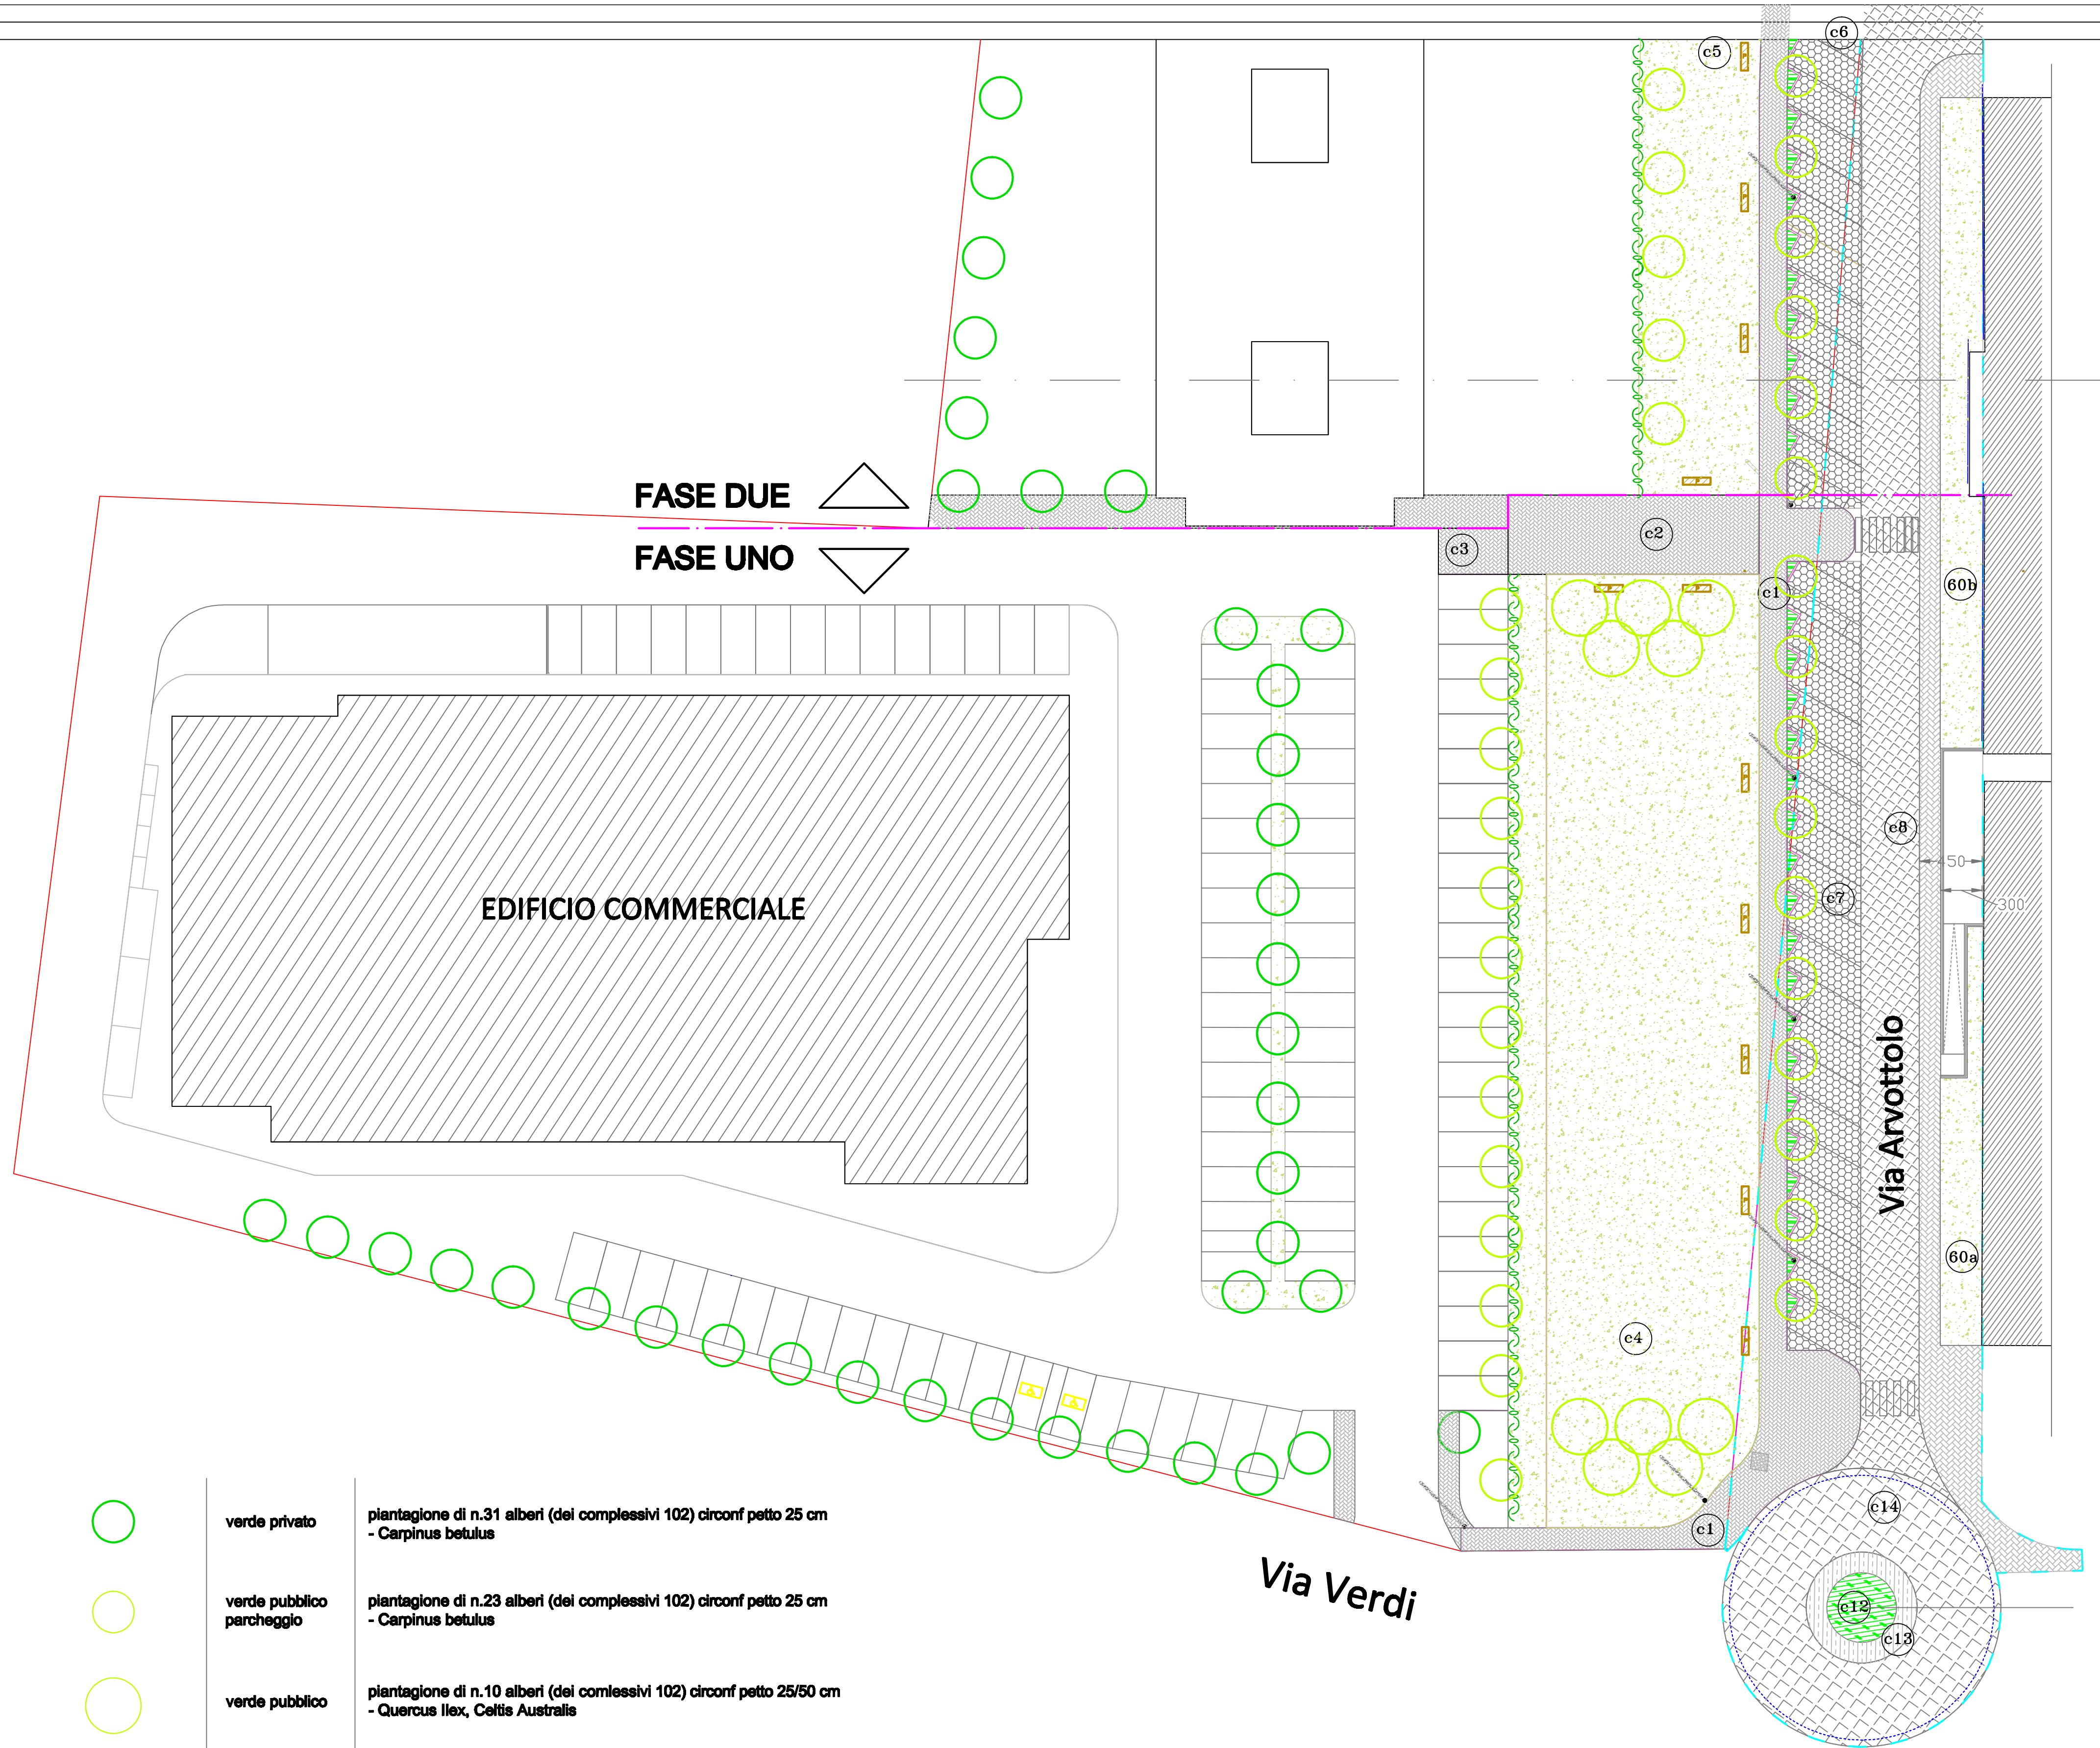 c5
c6
FASE DUE
FASE UNO
c3
c2
c1
60b
c8
450
c7
300
EDIFICIO COMMERCIALE
Via Arvottolo
60a
c4
c14
c1
c12
c13
Via Verdi
verde privato
piantagione di n.31 alberi (dei complessivi 102) circonf petto 25 cm
- Carpinus betulus
verde pubblico
parcheggio
piantagione di n.23 alberi (dei complessivi 102) circonf petto 25 cm
- Carpinus betulus
verde pubblico
piantagione di n.10 alberi (dei comlessivi 102) circonf petto 25/50 cm
- Quercus Ilex, Celtis Australis